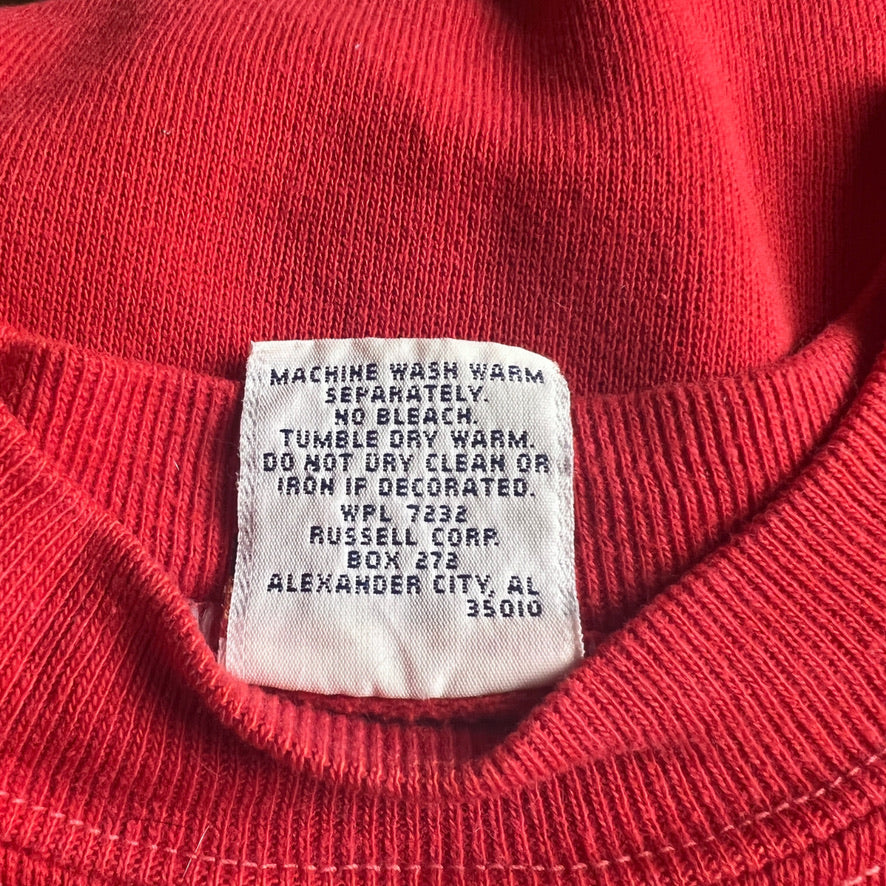 MACHINE WASH WARM
SEPARATELY.
NO BLEACH.
TUMBLE DRY WARM.
DO NOT DRY CLEAN OR
IRON IF DECORATED.
WPL 7232
RUSSELL CORP.
BOX 272
ALEXANDER CITY, AL
35010